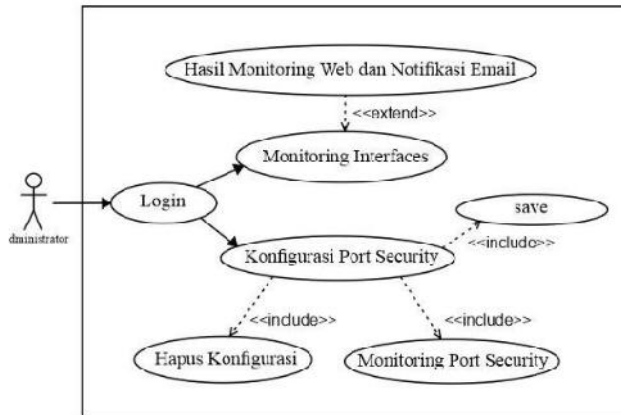 Hasil Monitoring Web dan Notifikasi Email
<<extend>>
Monitoring Interfaces
Login
dministrator
save
<<include>>
Konfigurasi Port Security
<<include>>
<<include>>
Hapus Konfigurasi
Monitoring Port Security